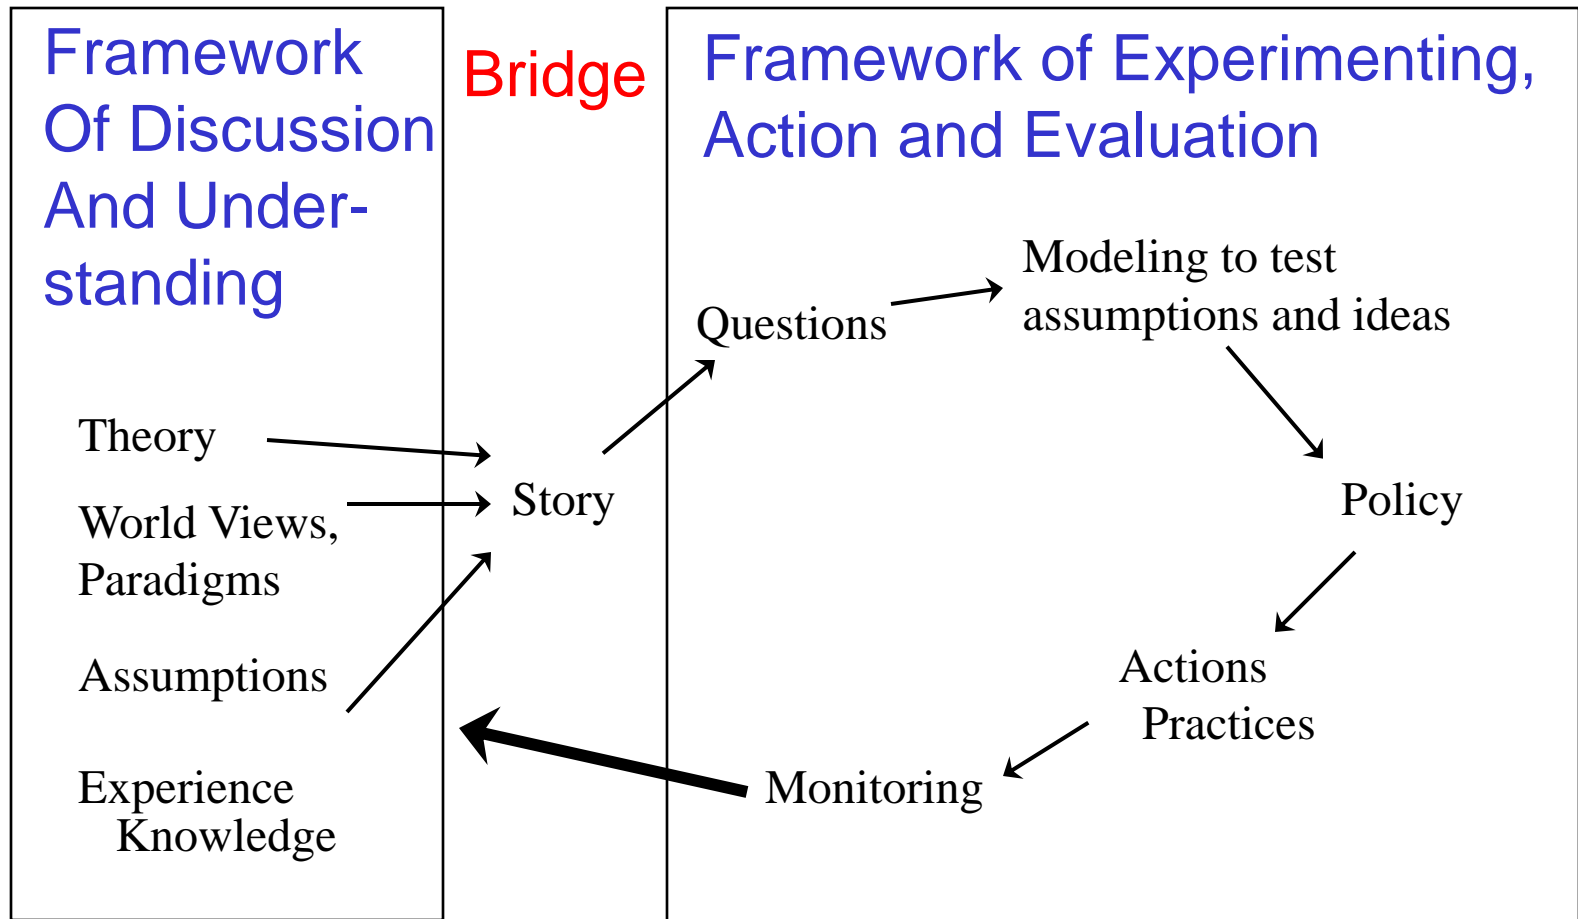 Framework
Of Discussion
And Under-
standing
Bridge
Framework of Experimenting,
Action and Evaluation
Theory
World Views,
Paradigms
Assumptions
Experience
Knowledge
Story
Questions
Modeling to test
assumptions and ideas
Policy
Actions
Practices
Monitoring